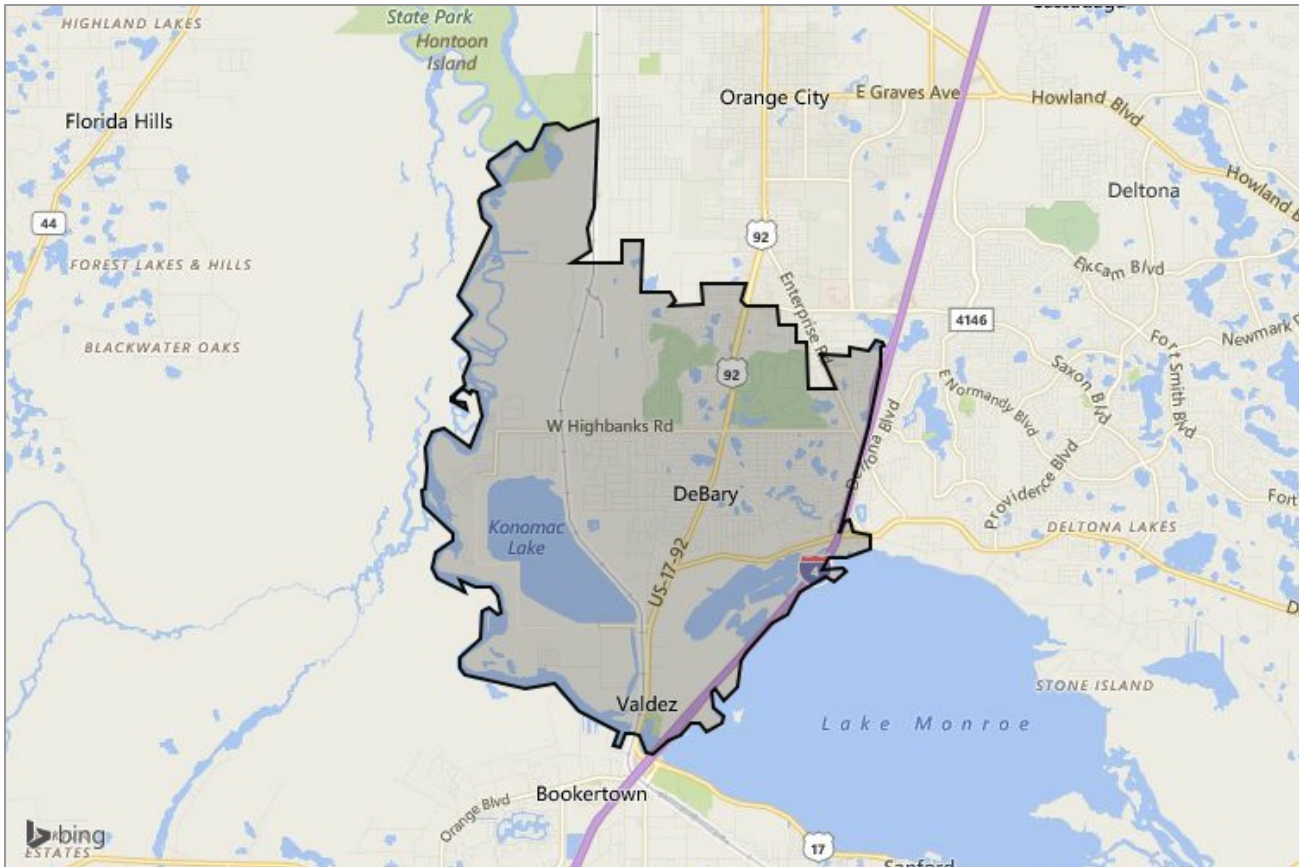 Cassadaga
HIGHLAND LAKES
State Park
Hontoon
Island
Orange City
E Graves Ave
Howland Blvd
Florida Hills
Deltona
Howland B
44
92
FOREST LAKES & HILLS
Elkcam Blvd
Enterprise Rd
4146
BLACKWATER OAKS
Newmark
Fort Smith Blvd
92
Saxon Blvd
E Normandy Blvd
W Highbanks Rd
Deltona Blvd
DeBary
Providence Blvd
Fort
Konomac
Lake
DELTONA LAKES
US-17-92
4
D
STONE ISLAND
Valdez
Lake Monroe
Bookertown
Orange Blvd
bing
ESTATES
17
Sanford